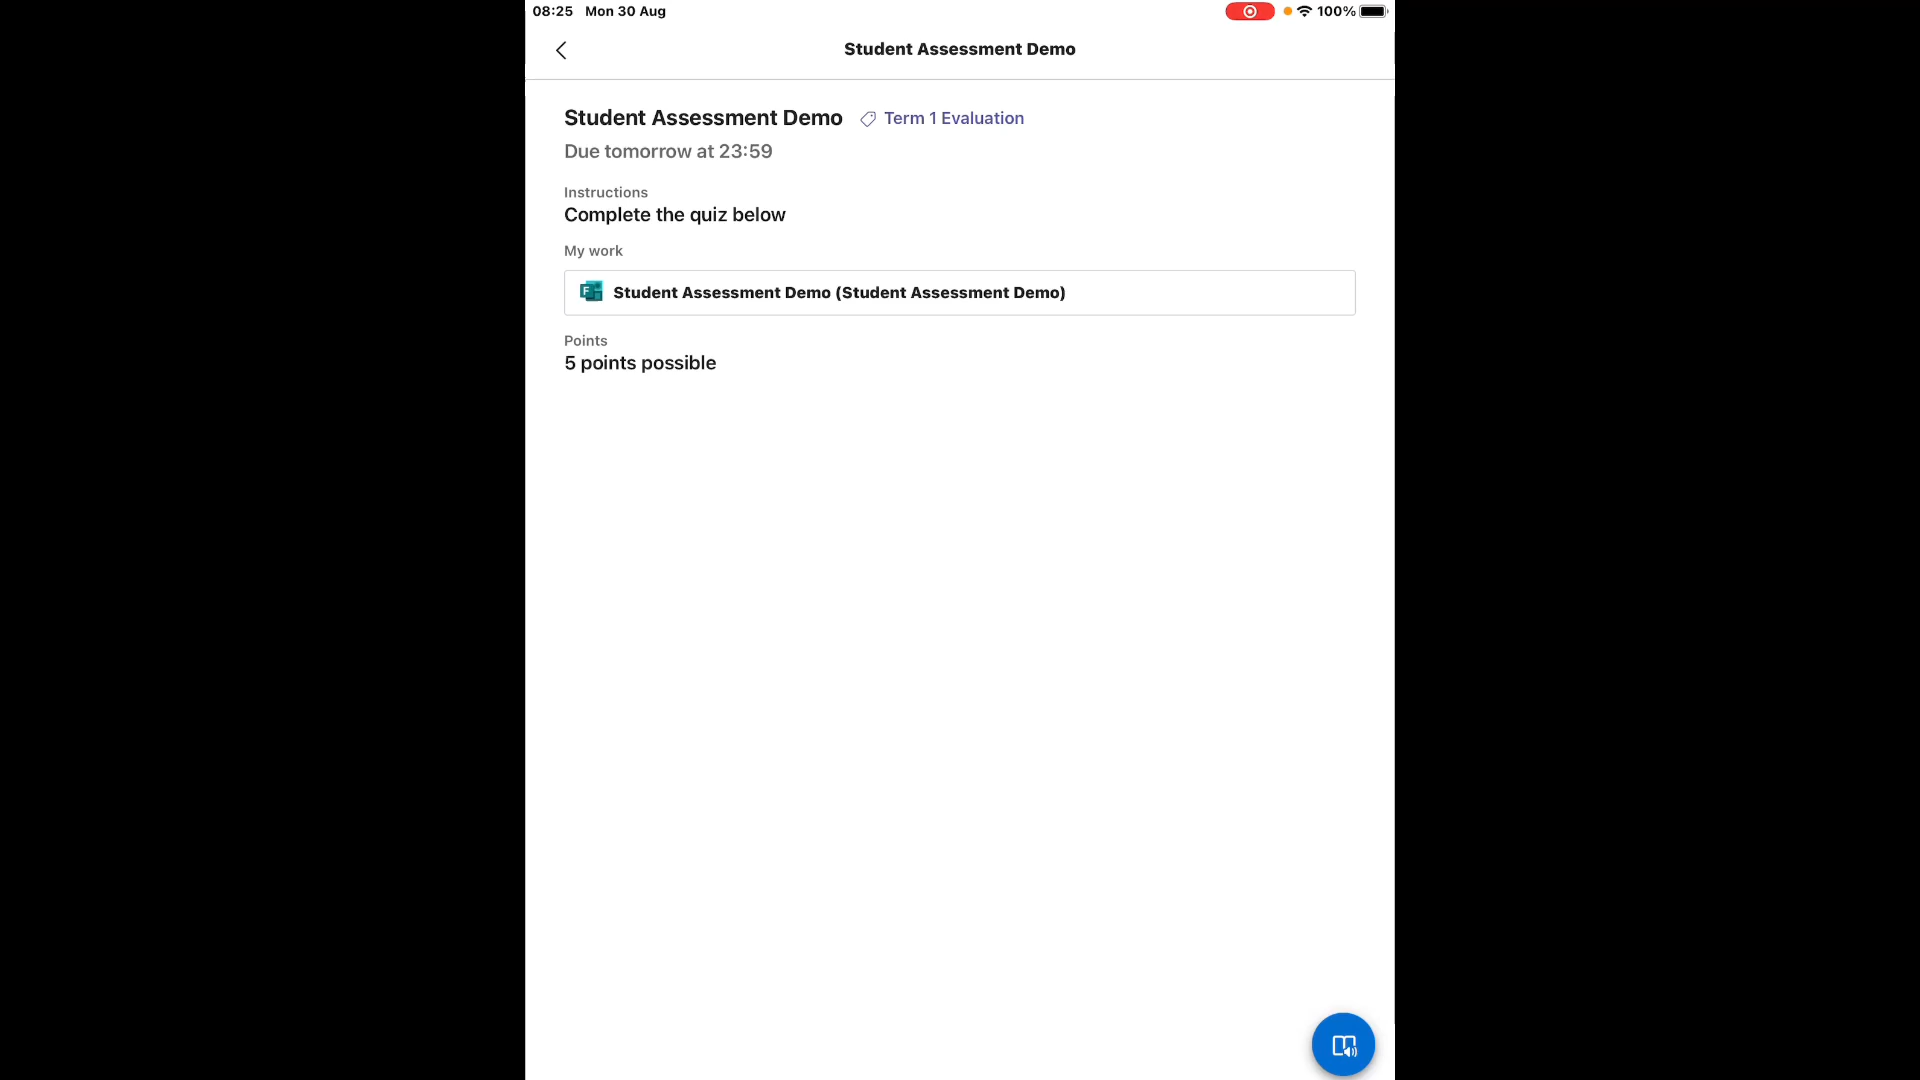 08:25 Mon 30 Aug 100%
Student Assessment Demo
Student Assessment Demo Term 1 Evaluation
Due tomorrow at 23:59
Instructions
Complete the quiz below
My work
F Student Assessment Demo (Student Assessment Demo)
Points
5 points possible